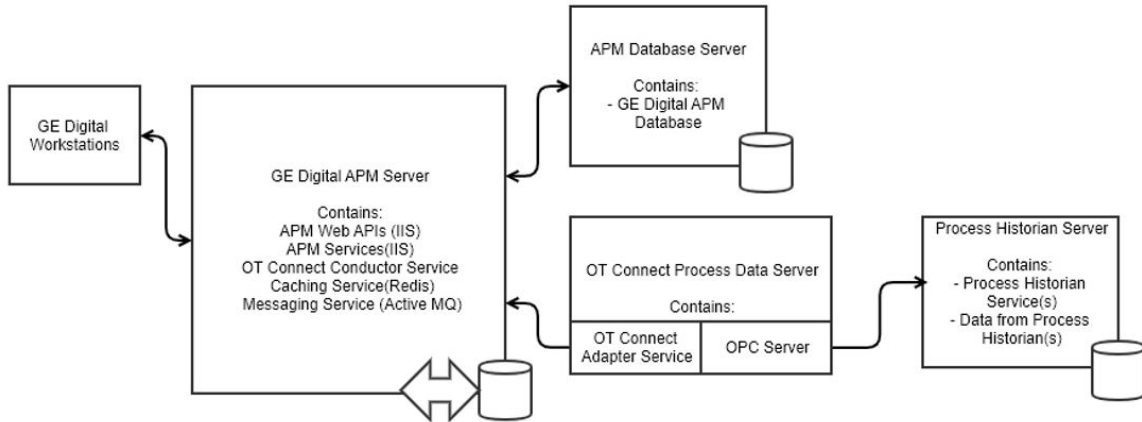 GE Digital
Workstations
GE Digital APM Server
Contains:
APM Web APIs (IIS)
APM Services(IIS)
OT Connect Conductor Service
Caching Service(Redis)
Messaging Service (Active MQ)
APM Database Server
Contains:
- GE Digital APM
Database
OT Connect Process Data Server
Contains:
OT Connect
Adapter Service
OPC Server
Process Historian Server
Contains:
- Process Historian
Service(s)
- Data from Process
Historian(s)